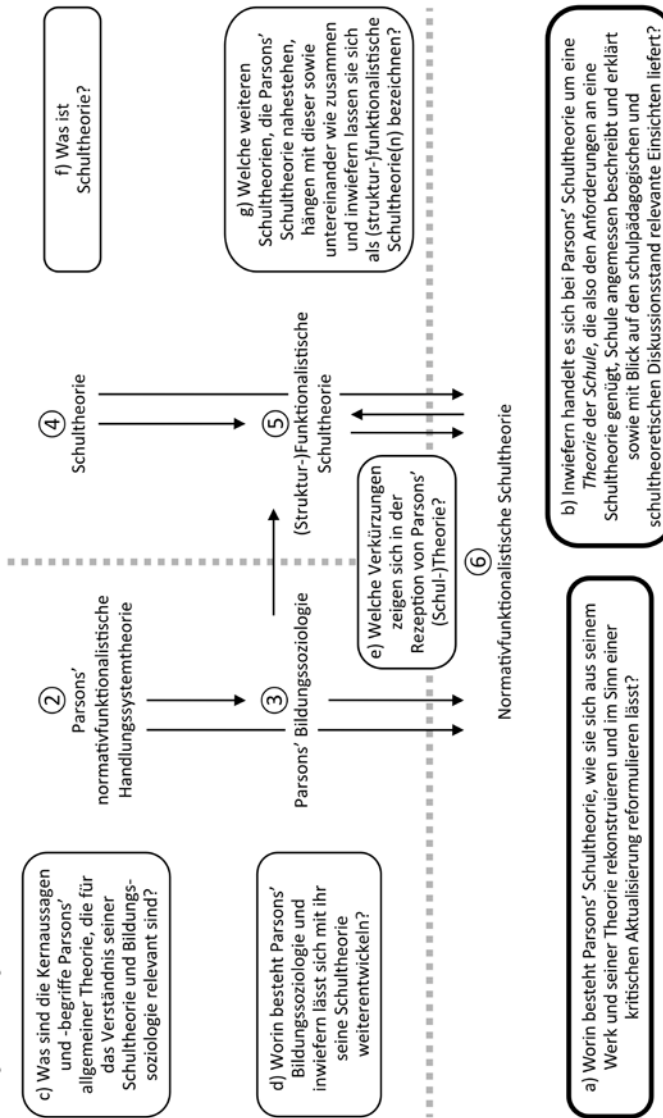 c) Was sind die Kernaussagen
und -begriffe Parsons’
allgemeiner Theorie, die für
das Verständnis seiner
Schultheorie und Bildungs-
soziologie relevant sind?
②
Parsons’
normativfunktionalistische
Handlungssystemtheorie
④
Schultheorie
f) Was ist
Schultheorie?
d) Worin besteht Parsons’
Bildungssoziologie und
inwiefern lässt sich mit ihr
seine Schultheorie
weiterentwickeln?
③
Parsons’ Bildungssoziologie
⑤
(Struktur-)Funktionalistische
Schultheorie
g) Welche weiteren
Schultheorien, die Parsons’
Schultheorie nahestehen,
hängen mit dieser sowie
untereinander wie zusammen
und inwiefern lassen sie sich
als (struktur-)funktionalistische
Schultheorie(n) bezeichnen?
e) Welche Verkürzungen
zeigen sich in der
Rezeption von Parsons’
(Schul-)Theorie?
⑥
Normativfunktionalistische Schultheorie
a) Worin besteht Parsons’ Schultheorie, wie sie sich aus seinem
Werk und seiner Theorie rekonstruieren und im Sinn einer
kritischen Aktualisierung reformulieren lässt?
b) Inwiefern handelt es sich bei Parsons’ Schultheorie um eine
Theorie der Schule, die also den Anforderungen an eine
Schultheorie genügt, Schule angemessen beschreibt und erklärt
sowie mit Blick auf den schulpädagogischen und
schultheoretischen Diskussionsstand relevante Einsichten liefert?